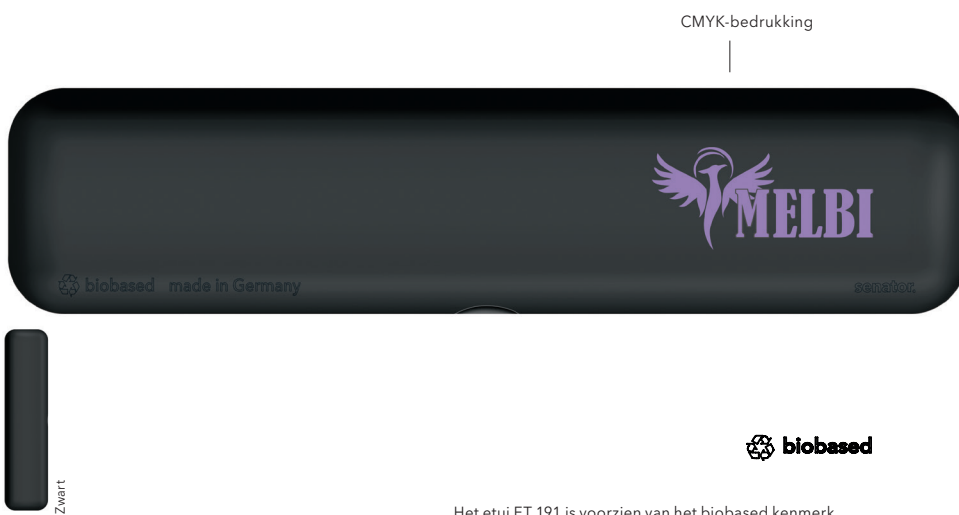 CMYK-bedrukking
MELBI
biobased made in Germany
senator.
biobased
Zwart
Het etui ET 191 is voorzien van het biobased kenmerk